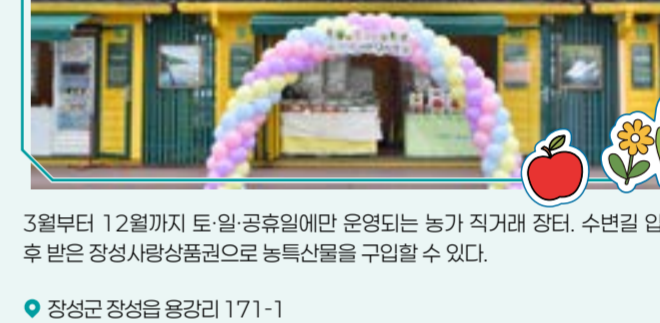 3월부터 12월까지 토·일·공휴일에만 운영되는 농가 직거래 장터. 수변길 입
후 받은 장성사랑상품권으로 농특산물을 구입할 수 있다.
장성군 장성읍 용강리 171-1